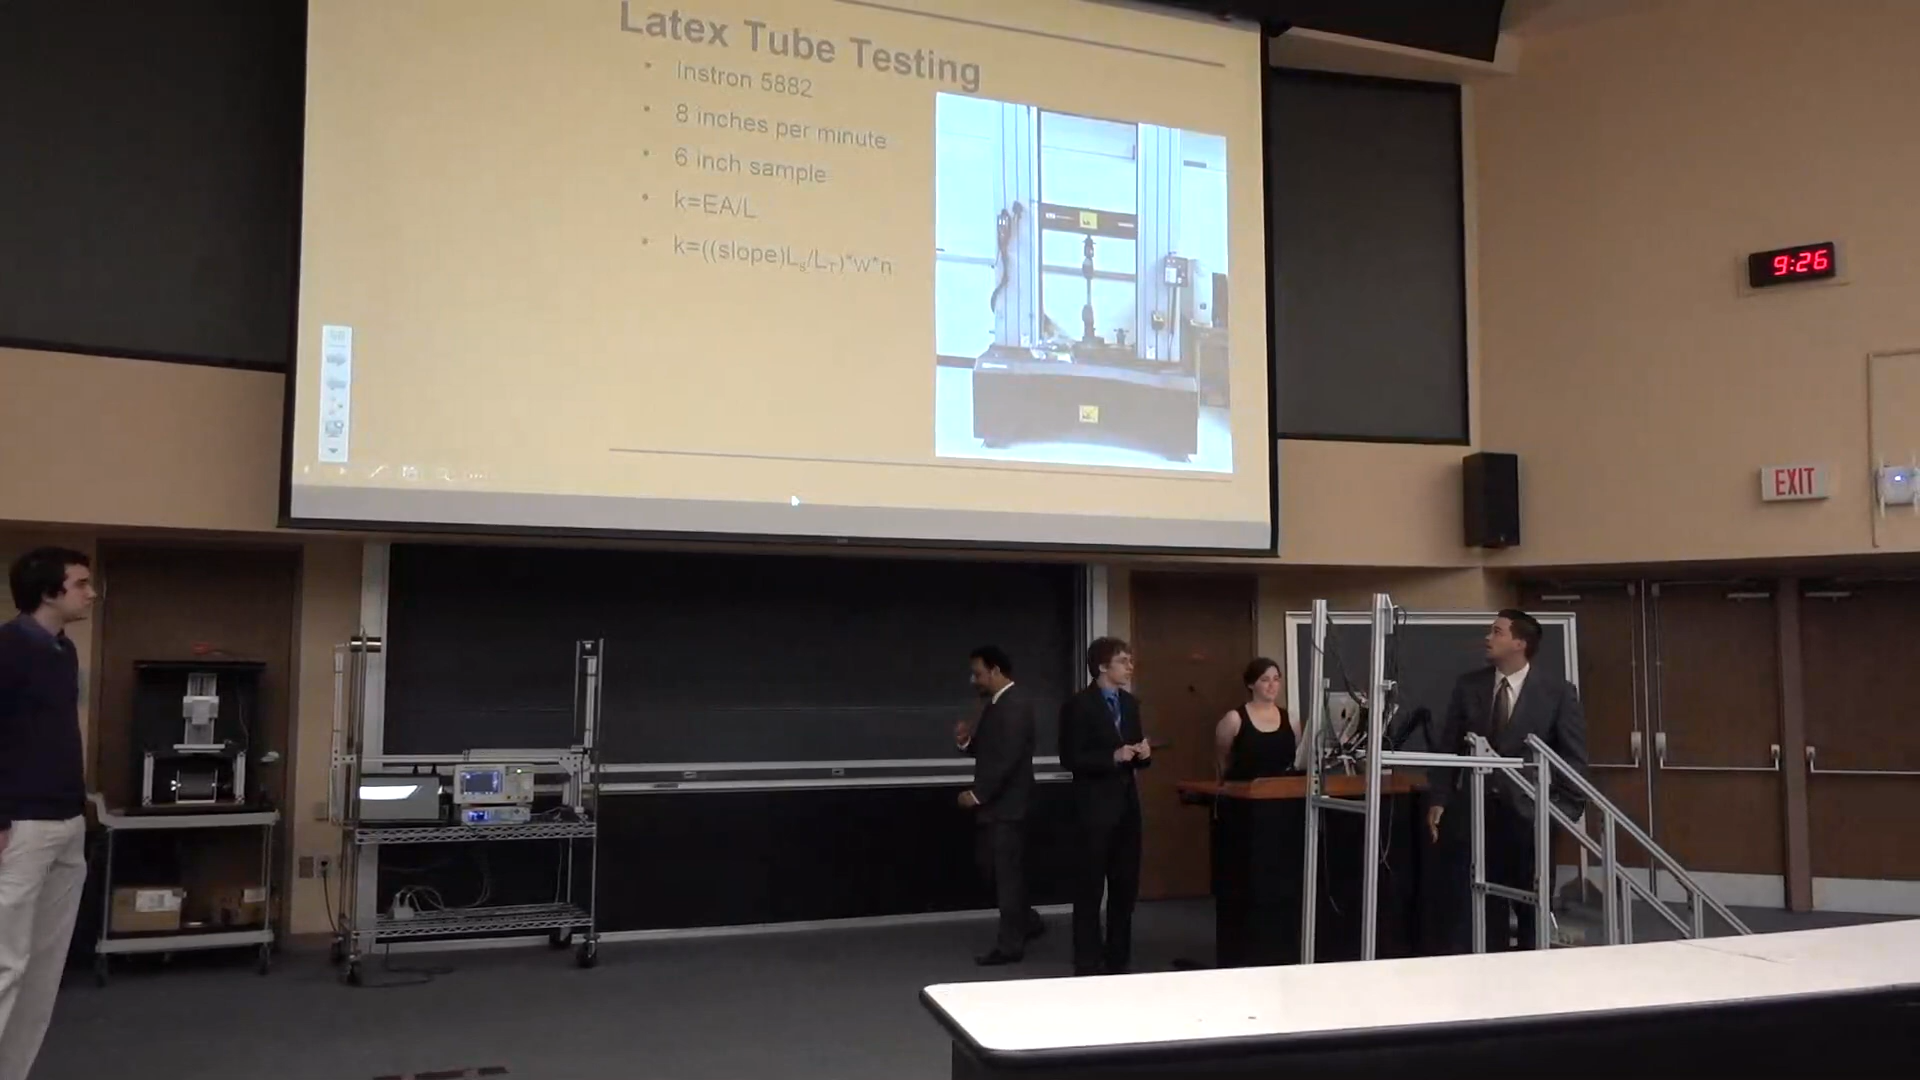 Latex Tube Testing
• Instron 5882
• 8 inches per minute
• 6 inch sample
• k=EA/L
• k=((slope)Ls/LT)*w*n
9:26
EXIT